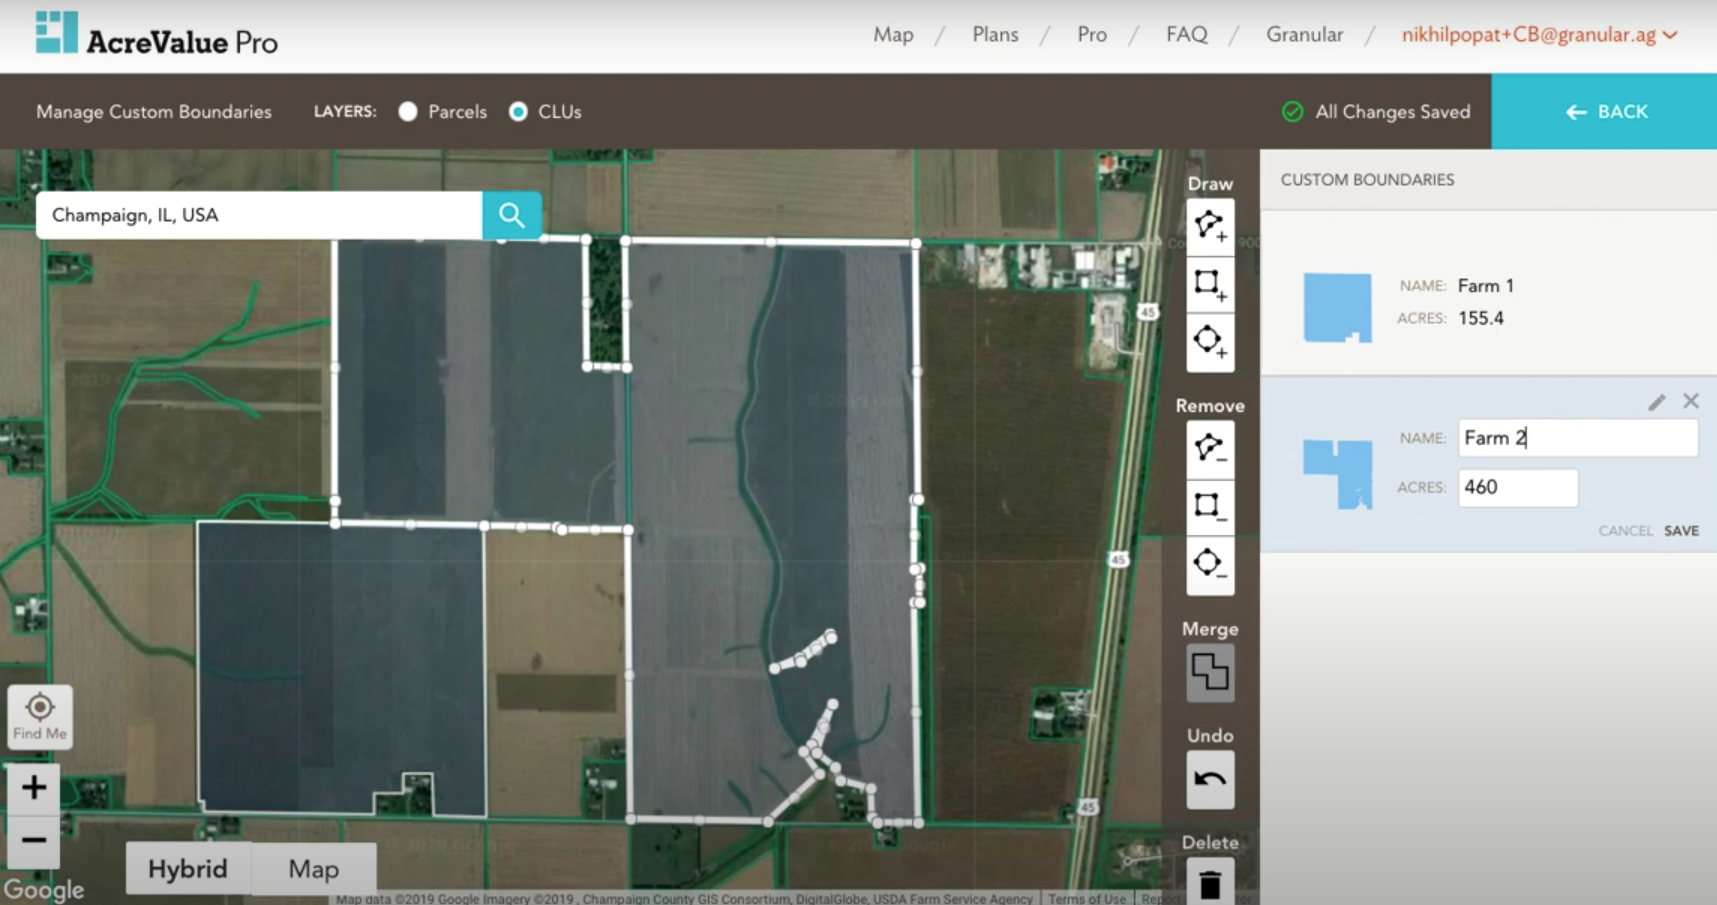 AcreValue Pro
Map / Plans / Pro / FAQ / Granular / nikhilpopat+CB@granular.ag
Manage Custom Boundaries LAYERS: Parcels CLUs All Changes Saved BACK
CUSTOM BOUNDARIES
Champaign, IL, USA
Draw
NAME: Farm 1
ACRES: 155.4
45
Remove
NAME: Farm 2
ACRES: 460
CANCEL SAVE
45
Merge
Find Me
Undo
+
45
−
Delete
Hybrid Map
Google
Map data ©2019 Google Imagery ©2019 , Champaign County GIS Consortium, DigitalGlobe, USDA Farm Service Agency Terms of Use